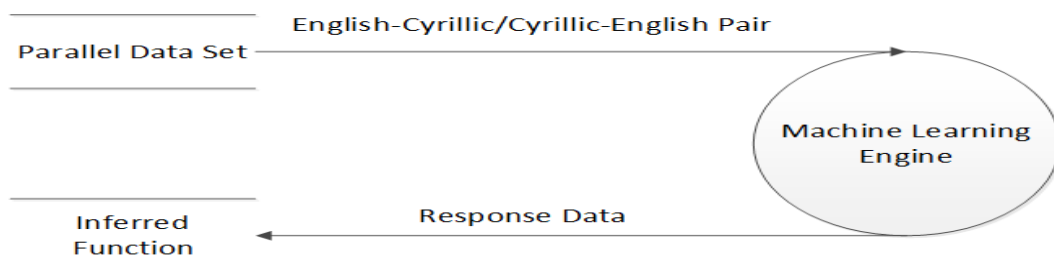 English-Cyrillic/Cyrillic-English Pair
Parallel Data Set
Machine Learning
Engine
Response Data
Inferred
Function